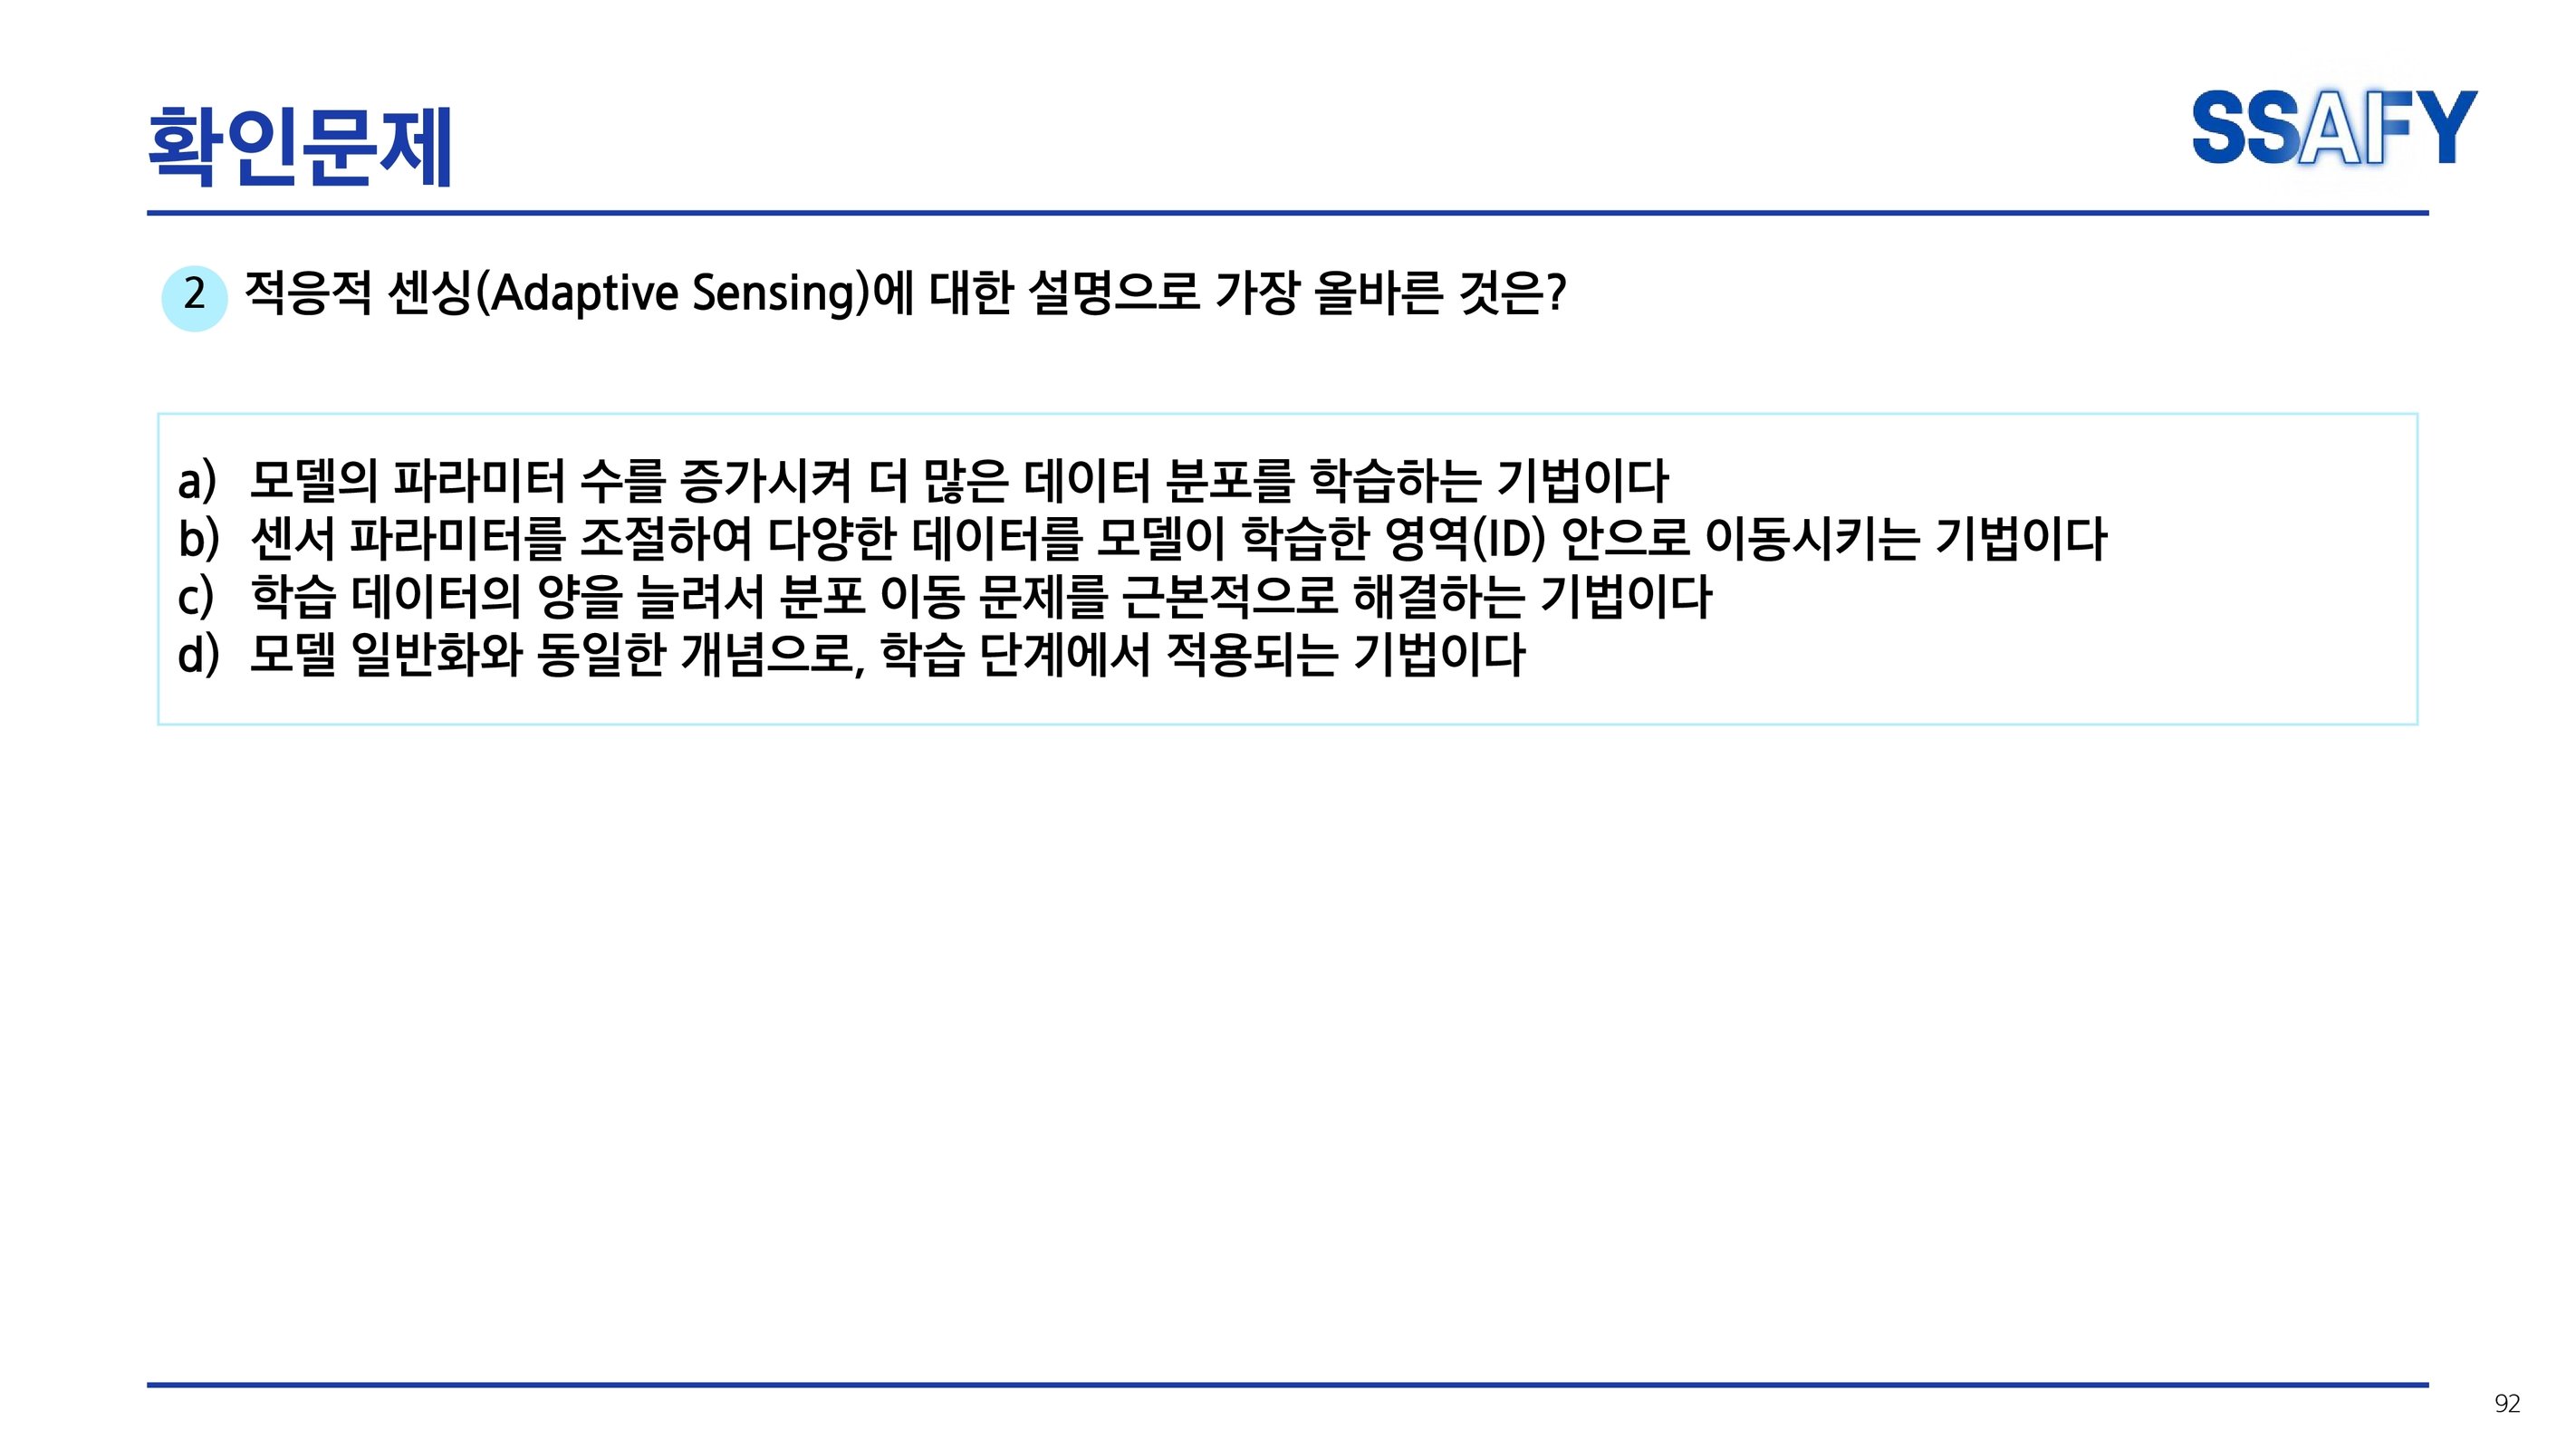 확인문제
SSAFY
2 적응적 센싱(Adaptive Sensing)에 대한 설명으로 가장 올바른 것은?
a) 모델의 파라미터 수를 증가시켜 더 많은 데이터 분포를 학습하는 기법이다
b) 센서 파라미터를 조절하여 다양한 데이터를 모델이 학습한 영역(ID) 안으로 이동시키는 기법이다
c) 학습 데이터의 양을 늘려서 분포 이동 문제를 근본적으로 해결하는 기법이다
d) 모델 일반화와 동일한 개념으로, 학습 단계에서 적용되는 기법이다
92